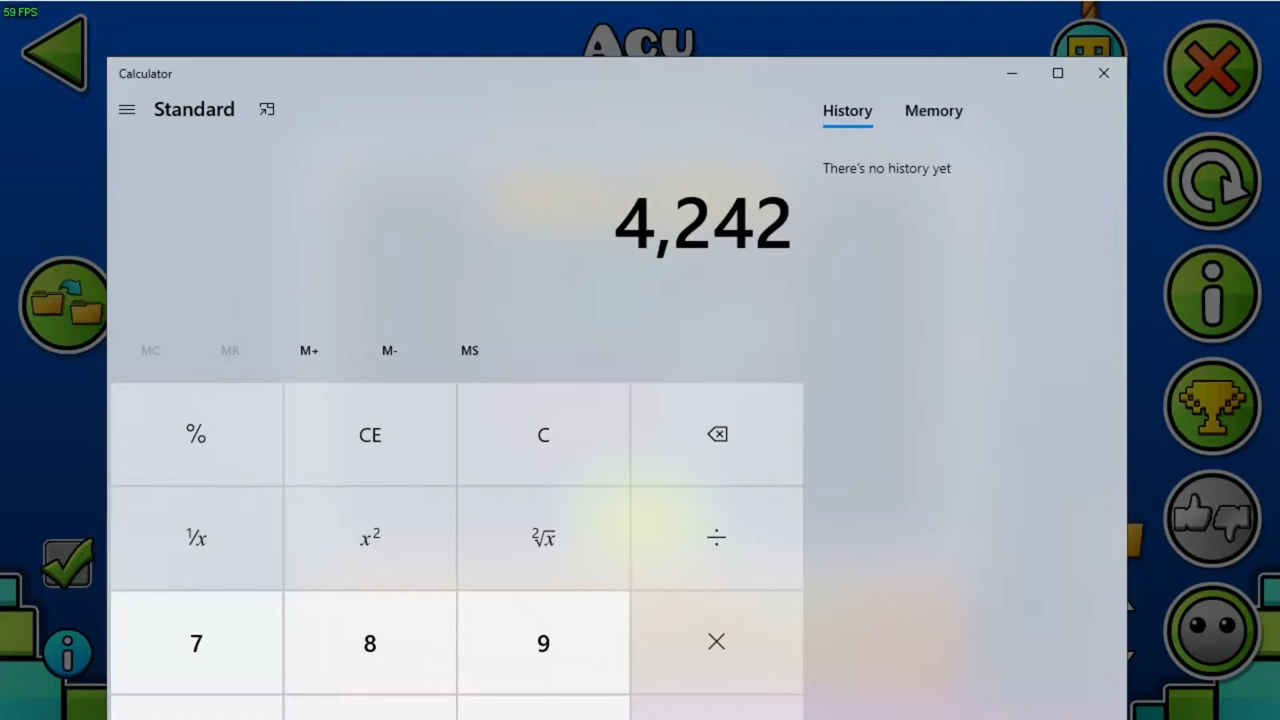 59 FPS
Acu
Calculator
Standard
History
Memory
There's no history yet
4,242
MC MR M+ M- MS
% CE C
¹/x x² ²√x ÷
7 8 9 ×